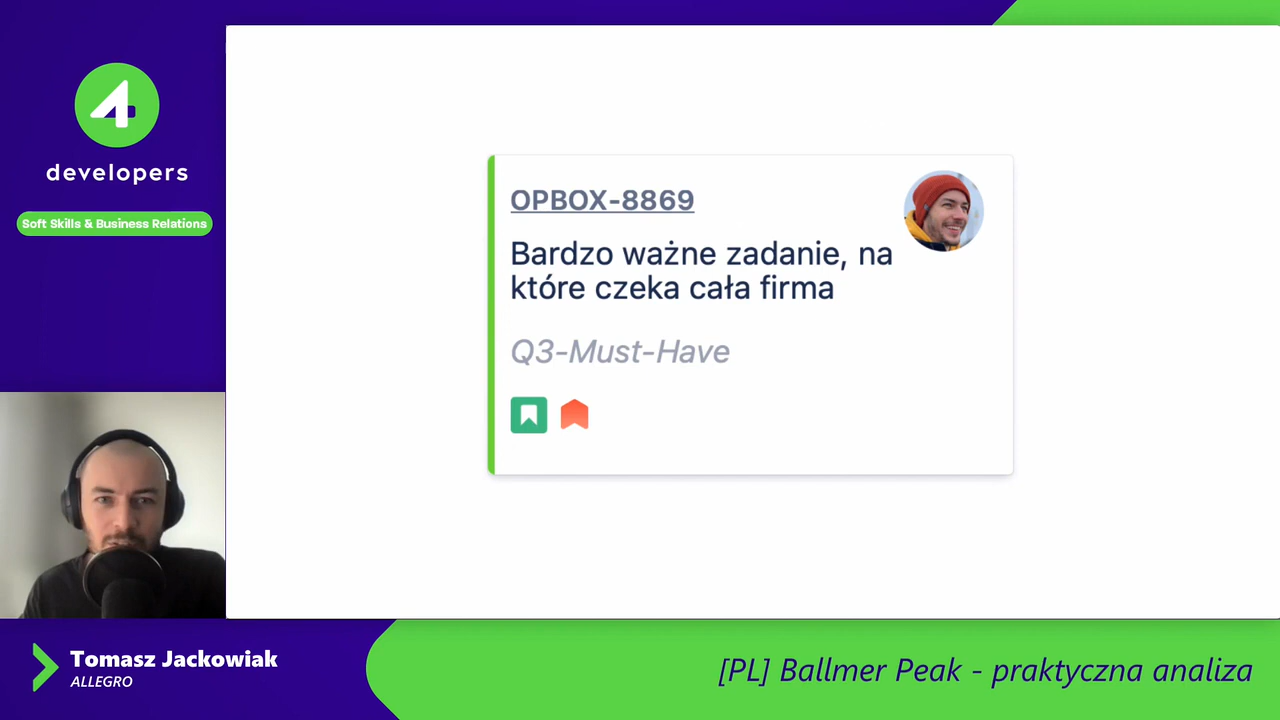 4
developers
Soft Skills & Business Relations
OPBOX-8869
Bardzo ważne zadanie, na
które czeka cała firma
Q3-Must-Have
Tomasz Jackowiak
ALLEGRO
[PL] Ballmer Peak - praktyczna analiza